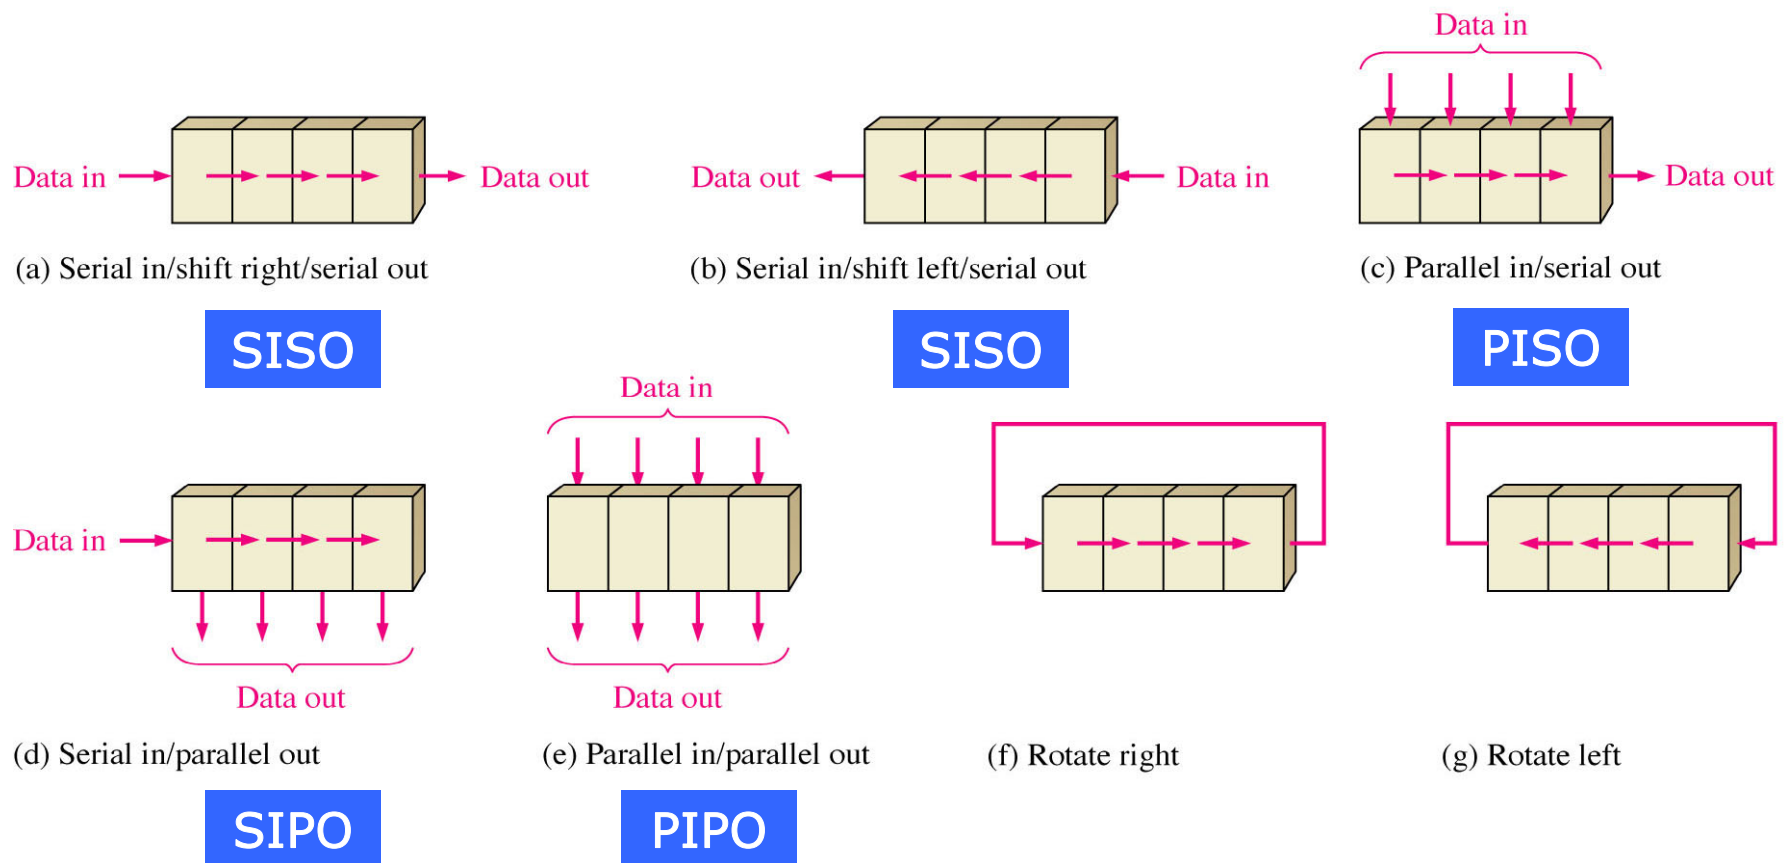 Data in
Data in
Data out
Data out
Data in
Data out
(a) Serial in/shift right/serial out
(b) Serial in/shift left/serial out
(c) Parallel in/serial out
SISO
SISO
PISO
Data in
Data in
Data out
Data out
(d) Serial in/parallel out
(e) Parallel in/parallel out
(f) Rotate right
(g) Rotate left
SIPO
PIPO